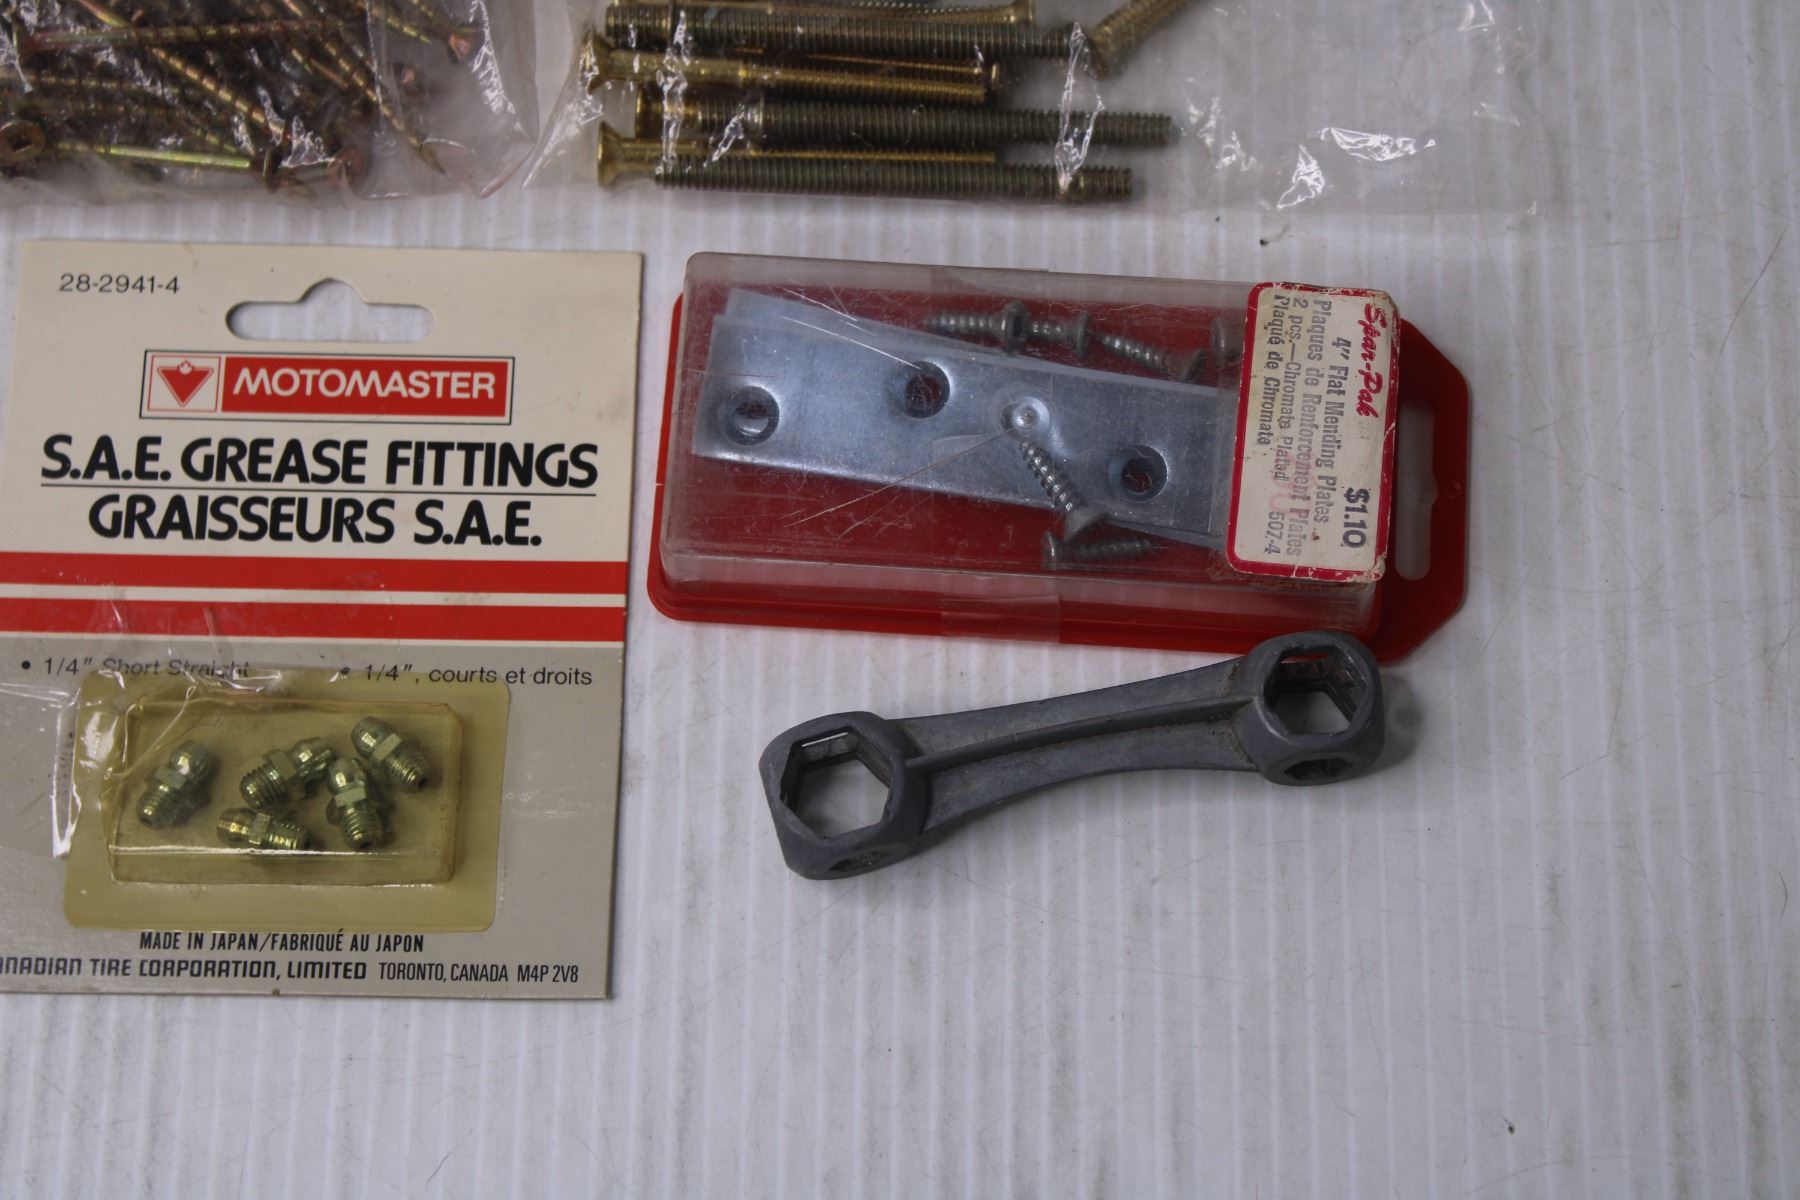 28-2941-4
MOTOMASTER
S.A.E. GREASE FITTINGS
GRAISSEURS S.A.E.
• 1/4" Short Straight • 1/4", courts et droits
MADE IN JAPAN/FABRIQUÉ AU JAPON
NADIAN TIRE CORPORATION, LIMITED TORONTO, CANADA M4P 2V8
Spar-Pak $1.10
4" Flat Mending Plates
Plaques de Renforcement Plates
2 pcs.—Chromate Plated 507-4
Plaqué de Chromate